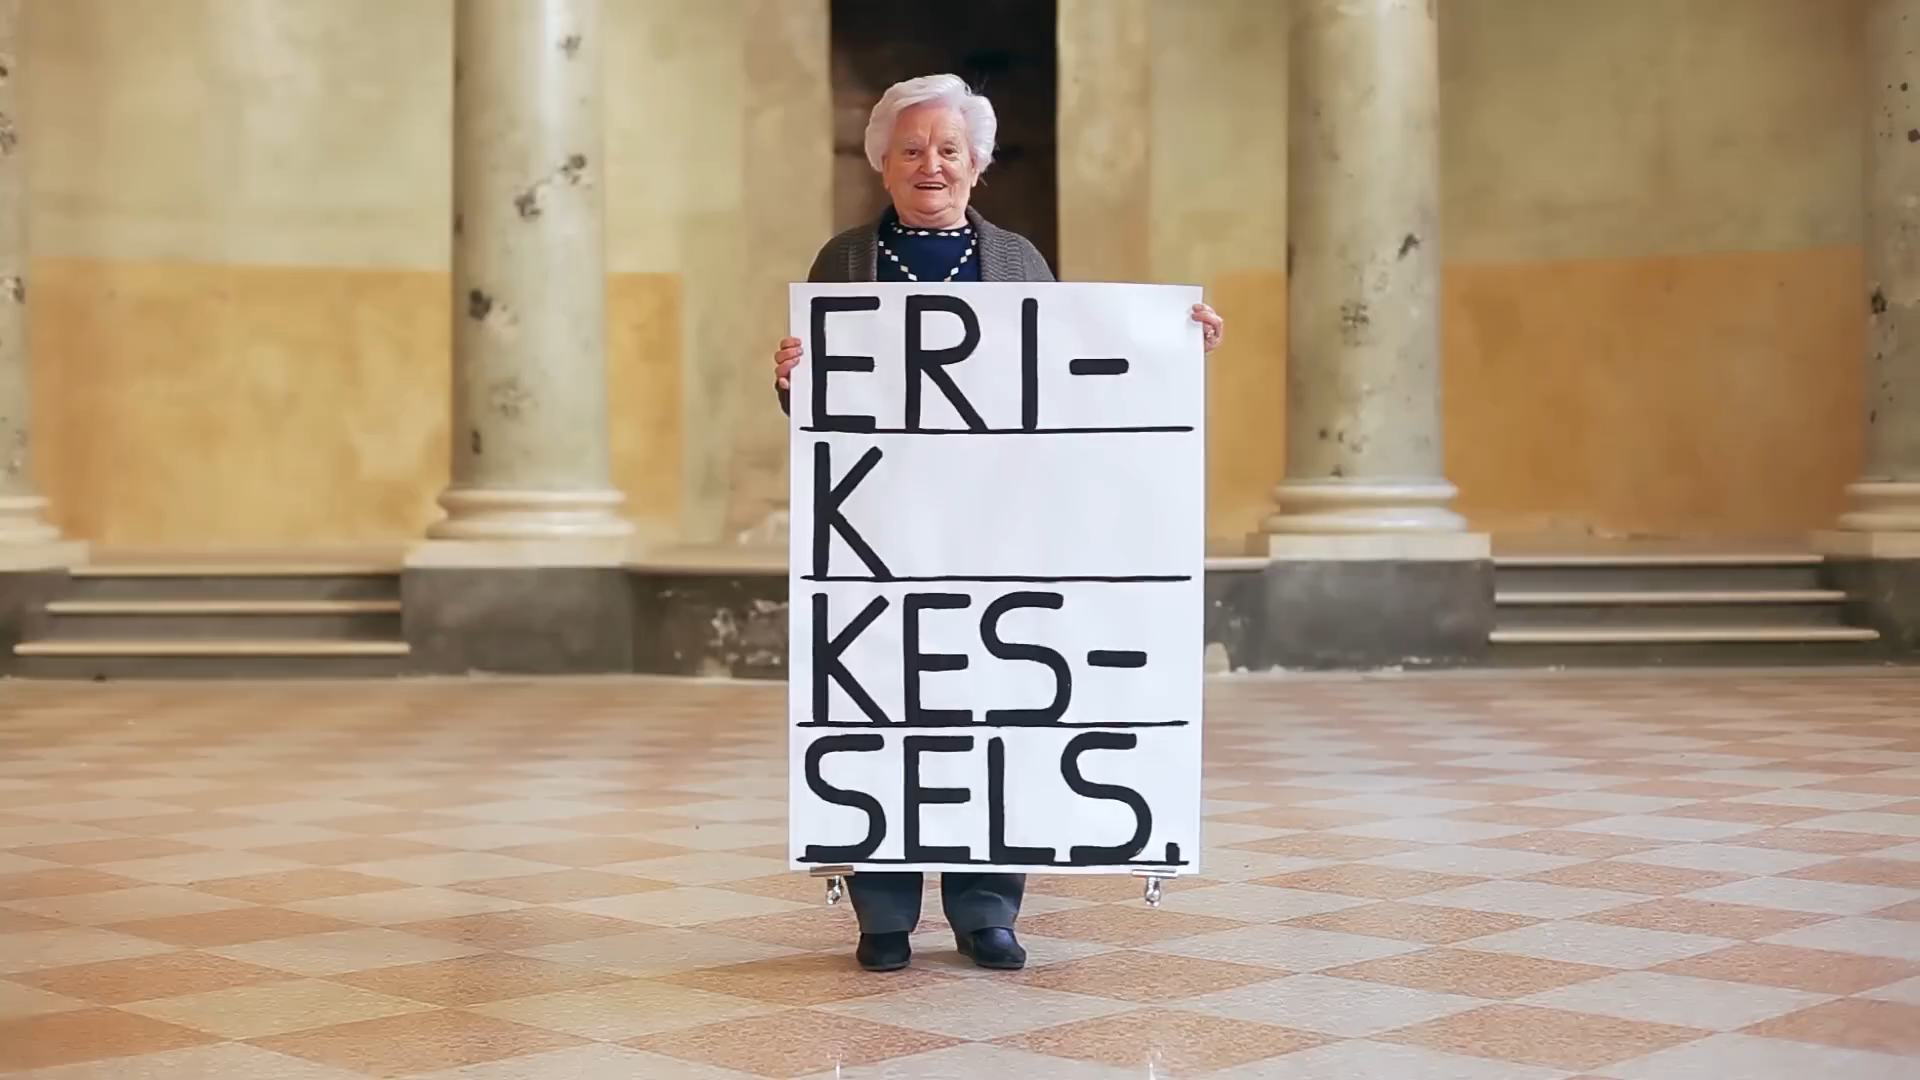 ERI-
K
KES-
SELS.